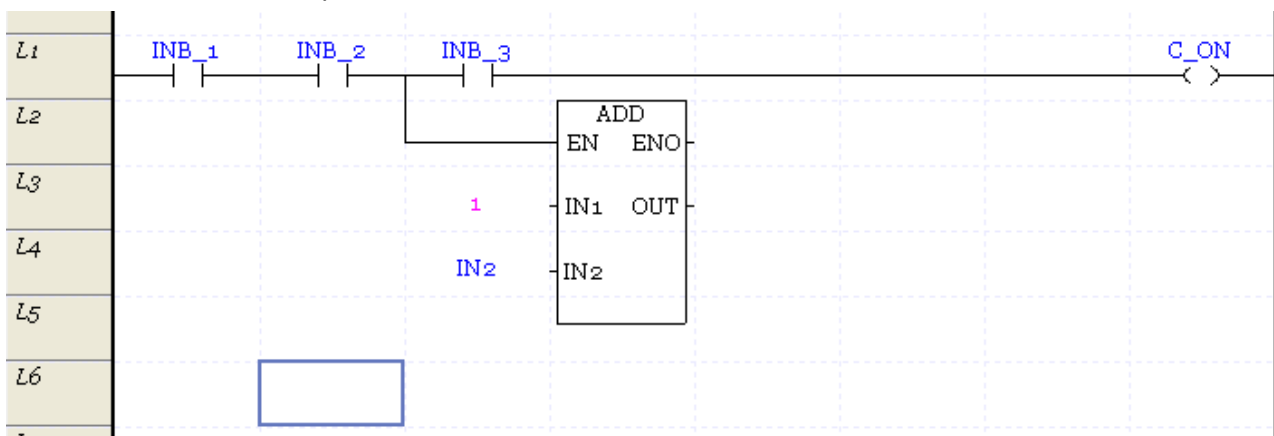 L1 INB_1 INB_2 INB_3 C_ON
L2 ADD
EN ENO
L3 1 IN1 OUT
L4 IN2 IN2
L5
L6